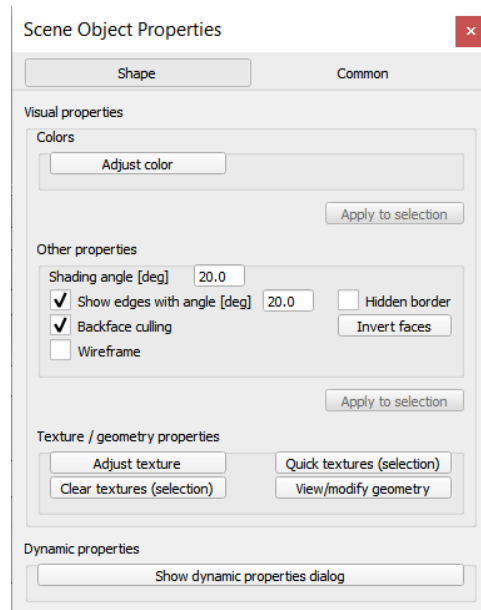 Scene Object Properties
×
Shape Common
Visual properties
Colors
Adjust color
Apply to selection
Other properties
Shading angle [deg] 20.0
Show edges with angle [deg] 20.0 Hidden border
Backface culling Invert faces
Wireframe
Apply to selection
Texture / geometry properties
Adjust texture Quick textures (selection)
Clear textures (selection) View/modify geometry
Dynamic properties
Show dynamic properties dialog